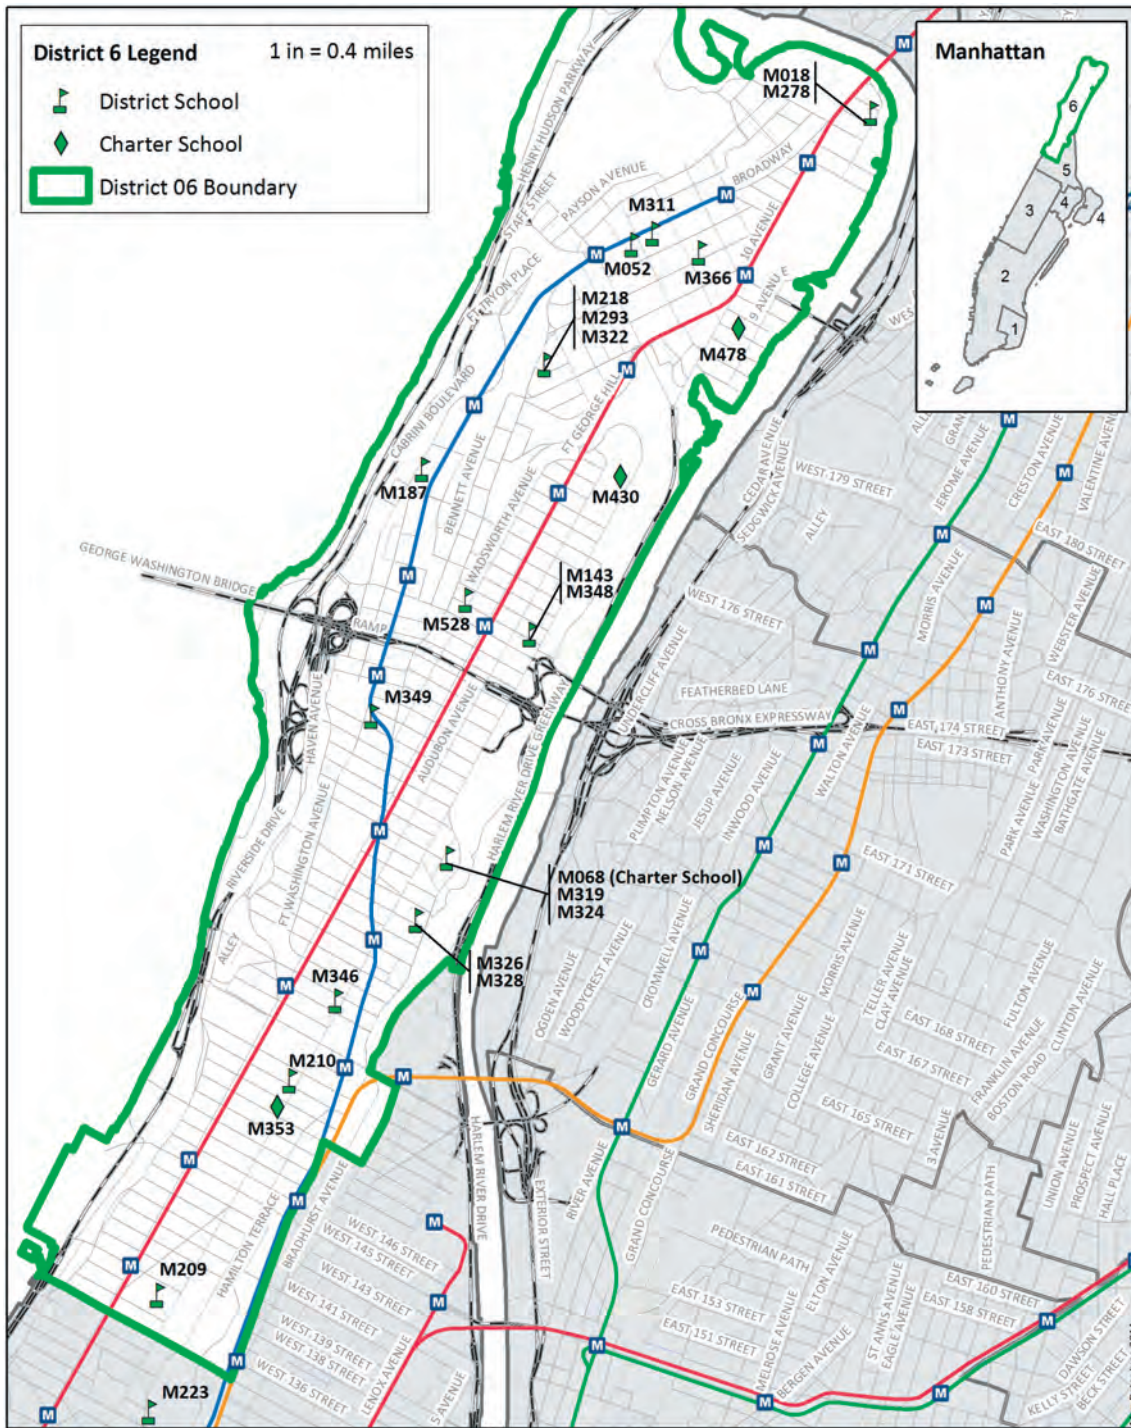 District 6 Legend
1 in = 0.4 miles
District School
Charter School
District 06 Boundary
Manhattan
6
5
4
4
3
2
1
M
HENRY HUDSON PARKWAY
STAFF STREET
PAYSON AVENUE
BROADWAY
M018
M278
M
M311
M
M
M052
M366
10 AVENUE
M
FT TRYON PLACE
M218
M293
M322
9 AVENUE
M478
WES
CABRINI BOULEVARD
FT GEORGE HILL
M
M
M187
BENNETT AVENUE
WADSWORTH AVENUE
M
M430
CEDAR AVENUE
SEDGWICK AVENUE
WEST 179 STREET
ALLEY
ALLE
GRAN
M
JEROME AVENUE
CRESTON AVENUE
VALENTINE AVEN
M
M
EAST 180 STREET
GEORGE WASHINGTON BRIDGE
RAMP
M
M528
M
M143
M348
WEST 176 STREET
MORRIS AVENUE
M
WEBSTER AVENUE
ANTHONY AVENUE
EAST 176 STREET
M
M349
AUDUBON AVENUE
HAVEN AVENUE
UNDERCLIFF AVENUE
FEATHERBED LANE
CROSS BRONX EXPRESSWAY
M
M
M
EAST 174 STREET
EAST 173 STREET
PLIMPTON AVENUE
NELSON AVENUE
JESUP AVENUE
INWOOD AVENUE
WALTON AVENUE
PARK AVENUE
PARK AVENUE
WASHINGTON AVENUE
BATHGATE AVENUE
HARLEM RIVER DRIVE GREENWAY
RIVERSIDE DRIVE
FT WASHINGTON AVENUE
M
M
M
EAST 171 STREET
M068 (Charter School)
M319
M324
ALLEY
M
M326
M328
M346
M
OGDEN AVENUE
WOODYCREST AVENUE
CROMWELL AVENUE
M
GERARD AVENUE
GRAND CONCOURSE
M
SHERIDAN AVENUE
GRANT AVENUE
COLLEGE AVENUE
MORRIS AVENUE
TELLER AVENUE
CLAY AVENUE
EAST 168 STREET
EAST 167 STREET
EAST 165 STREET
FULTON AVENUE
FRANKLIN AVENUE
BOSTON ROAD
CLINTON AVENUE
M210
M
M
M353
M
M
HARLEM RIVER DRIVE
EXTERIOR STREET
RIVER AVENUE
GRAND CONCOURSE
EAST 162 STREET
EAST 161 STREET
3 AVENUE
PEDESTRIAN PATH
UNION AVENUE
PROSPECT AVENUE
HALL PLACE
HAMILTON TERRACE
M
BRADHURST AVENUE
M
WEST 146 STREET
WEST 145 STREET
WEST 143 STREET
WEST 141 STREET
WEST 139 STREET
WEST 138 STREET
WEST 136 STREET
LENOX AVENUE
M
M
M209
M
M223
M
S AVENUE
PEDESTRIAN PATH
EAST 153 STREET
EAST 151 STREET
M
MELROSE AVENUE
BERGEN AVENUE
ELTON AVENUE
ST ANNS AVENUE
EAGLE AVENUE
EAST 160 STREET
EAST 158 STREET
M
M
M
M
DAWSON STREET
KELLY STREET
BECK STREET